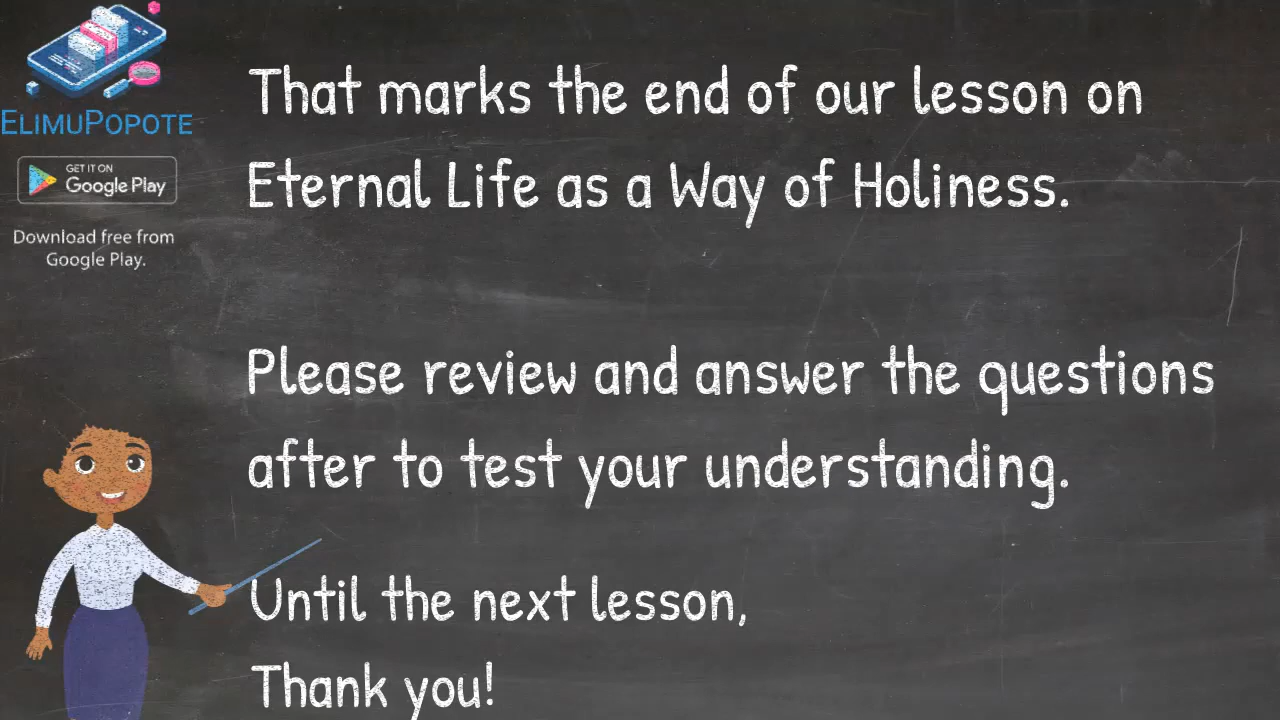 ELIMUPOPOTE
GET IT ON
Google Play
Download free from
Google Play.
That marks the end of our lesson on
Eternal Life as a Way of Holiness.
Please review and answer the questions
after to test your understanding.
Until the next lesson,
Thank you!